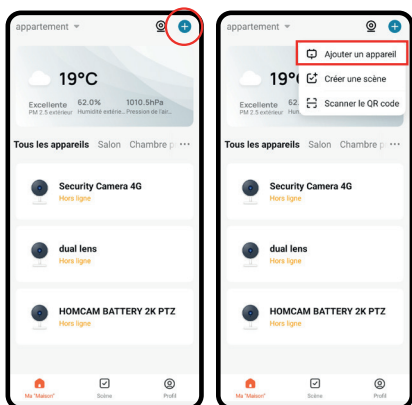 appartement
19°C
Excellente 62.0% 1010.5hPa
PM 2.5 extérieur Humidité extérie... Pression de l'air...
Tous les appareils Salon Chambre p ...
Security Camera 4G
Hors ligne
dual lens
Hors ligne
HOMCAM BATTERY 2K PTZ
Hors ligne
Ma "Maison" Scène Profil
appartement
Ajouter un appareil
Créer une scène
Scanner le QR code
19°
Excellente 62.
PM 2.5 extérieur Hum
Tous les appareils Salon Chambre p ...
Security Camera 4G
Hors ligne
dual lens
Hors ligne
HOMCAM BATTERY 2K PTZ
Hors ligne
Ma "Maison" Scène Profil